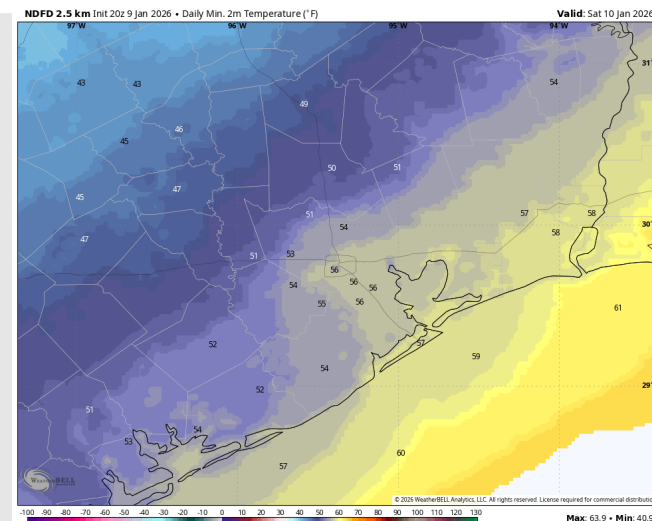 NDFD 2.5 km Init 20z 9 Jan 2026 • Daily Min. 2m Temperature (°F)
Valid: Sat 10 Jan 2026
97°W 96°W 95°W 94°W
31°
43 43 54
49
46
45
50 51
47
45
51 57 58
54 58 30°
47
51 53
56
54 56 56
55 56
61
52 57
59
54
52 29°
51
54
53
60
57
WEATHERBELL
© 2026 WeatherBELL Analytics, LLC. All rights reserved. License required for commercial distributio
-100 -90 -80 -70 -60 -50 -40 -30 -20 -10 0 10 20 30 40 50 60 70 80 90 100 110 120 130
Max: 63.9 • Min: 40.9